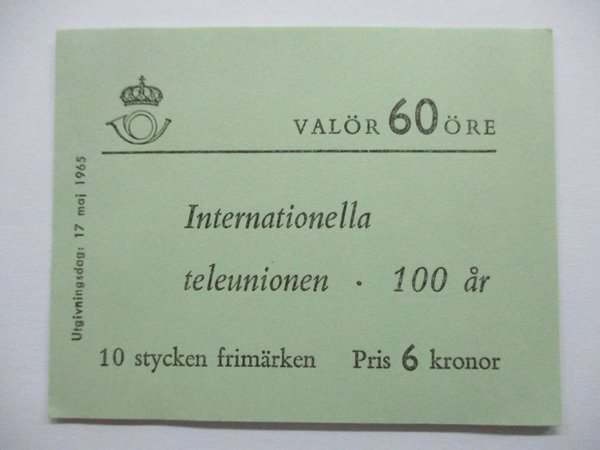 VALÖR 60 ÖRE
Utgivningsdag: 17 maj 1965
Internationella
teleunionen · 100 år
10 stycken frimärken Pris 6 kronor